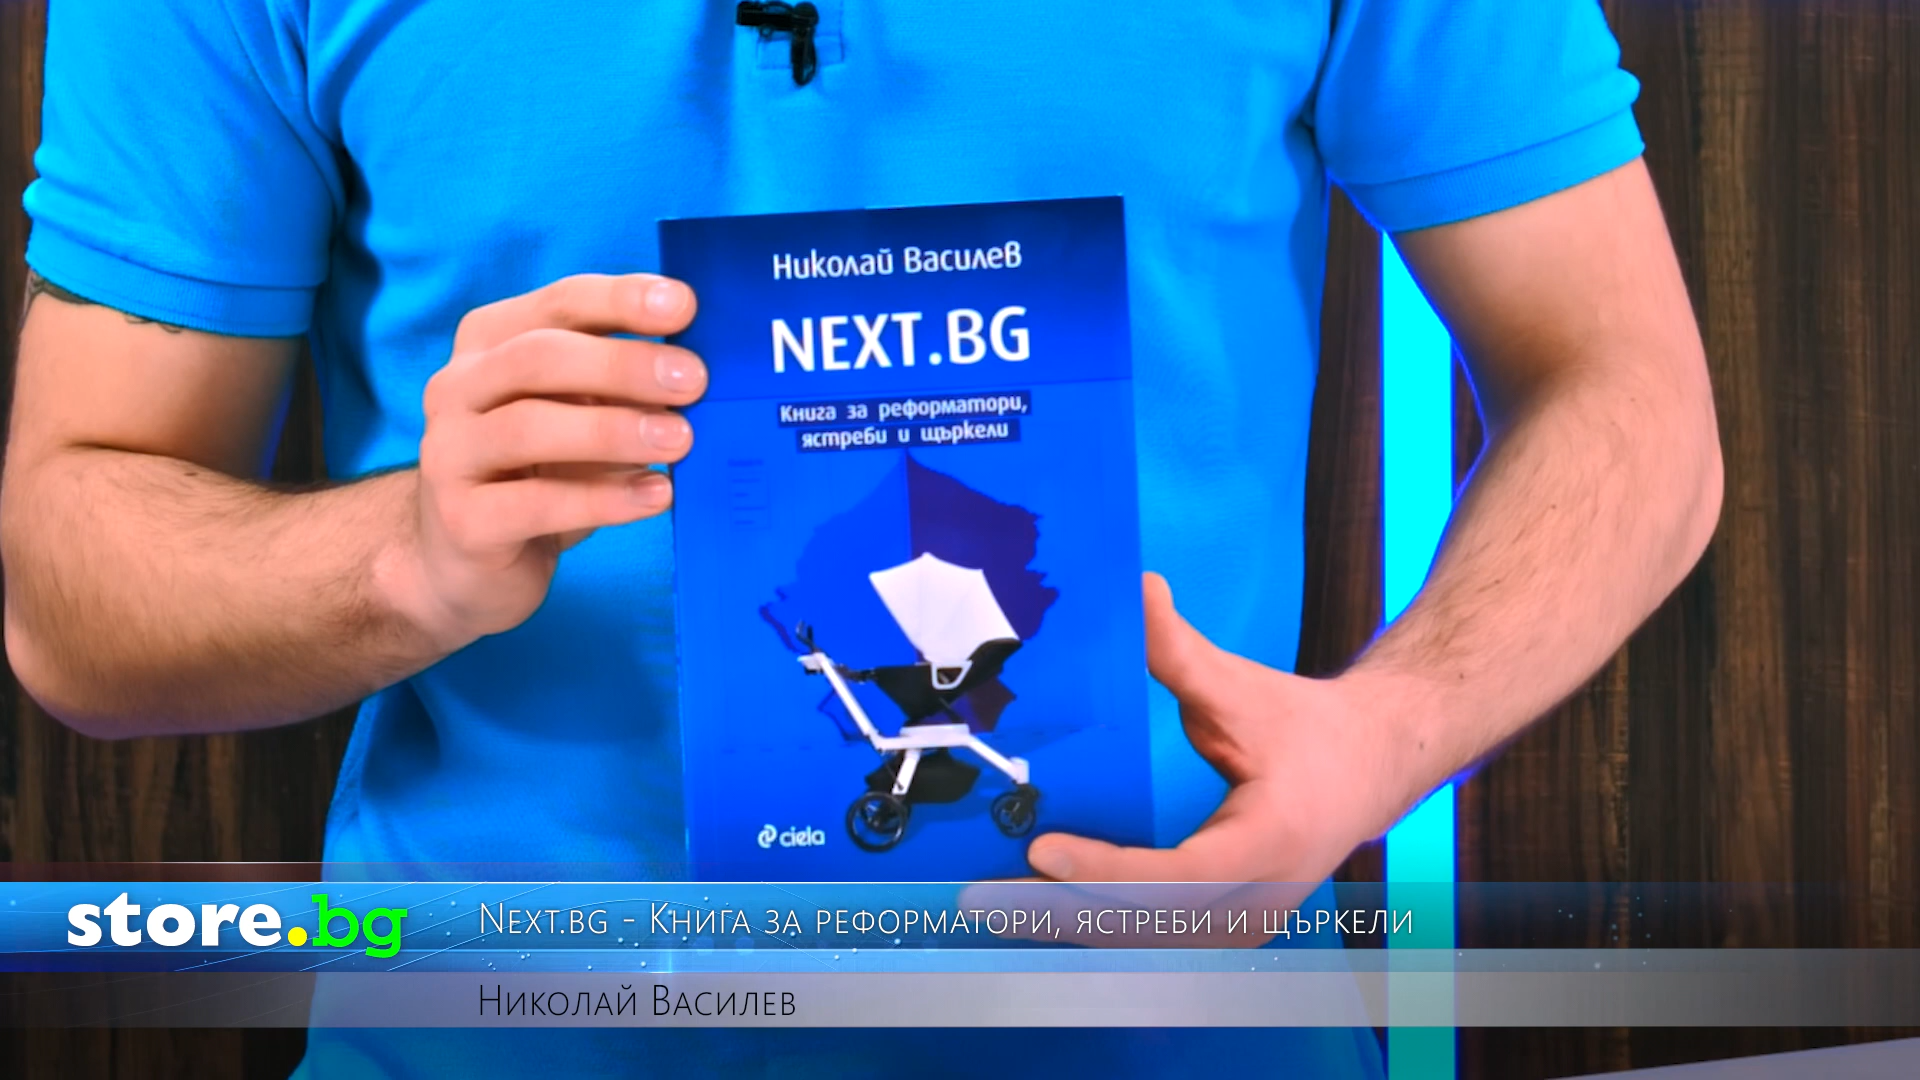 Николай Василев
NEXT.BG
Книга за реформатори,
ястреби и щъркели
ciela
store.bg
Next.bg - Книга за реформатори, ястреби и щъркели
Николай Василев